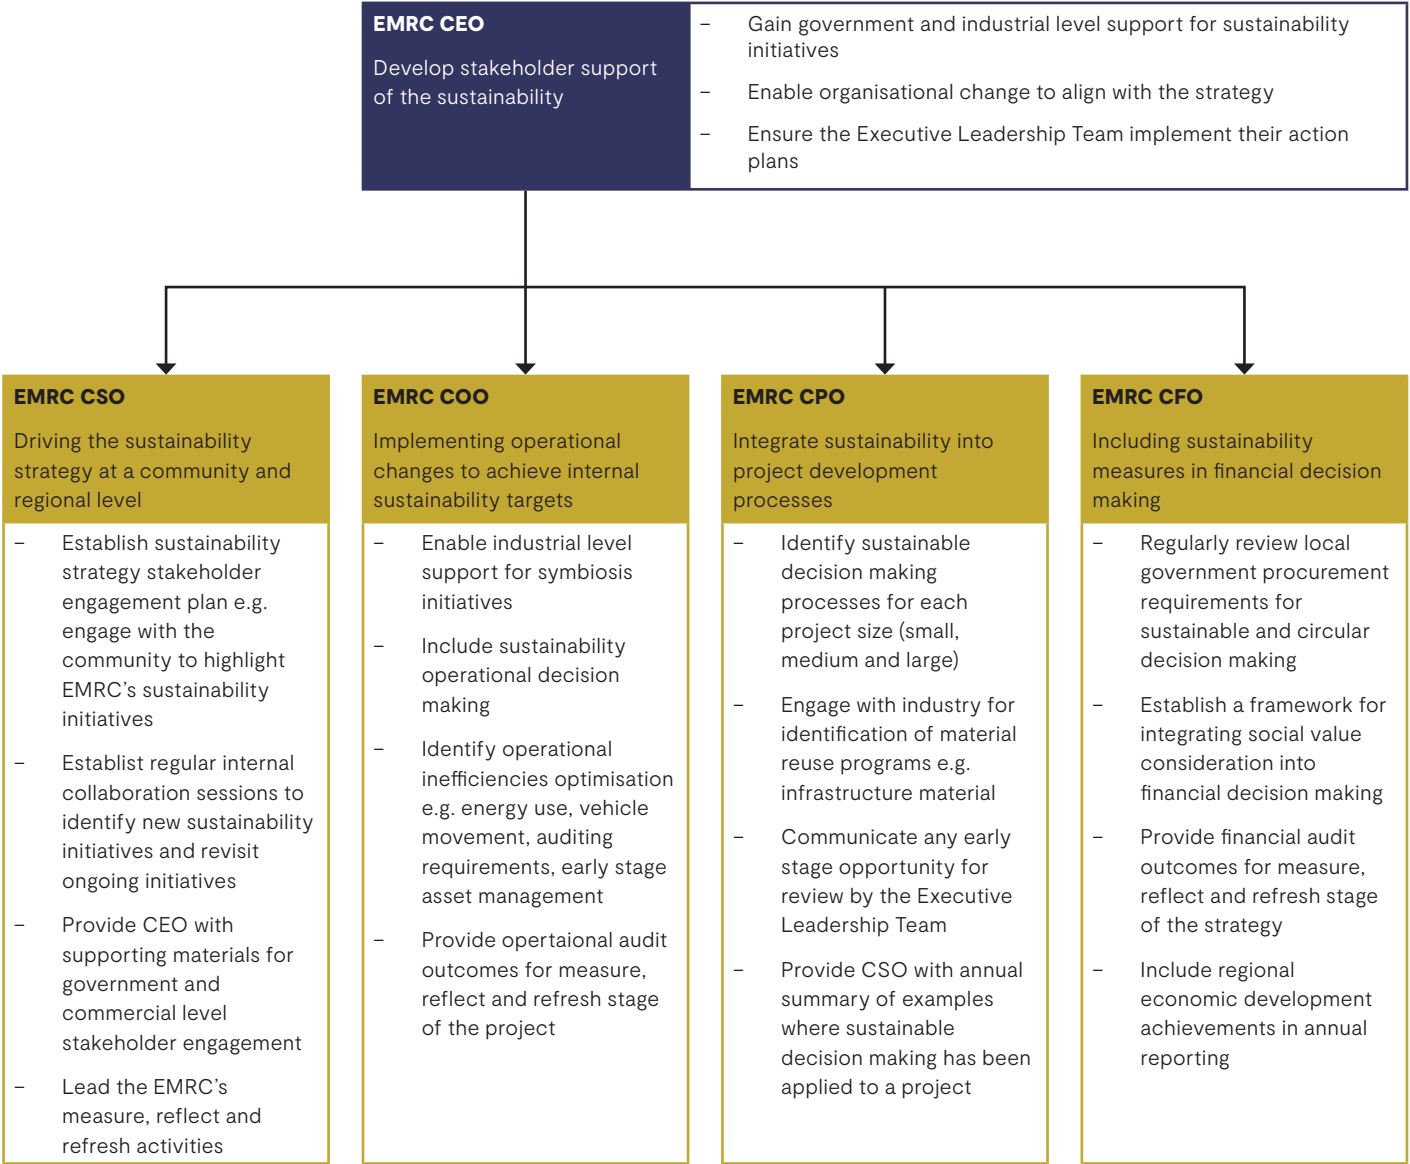 EMRC CEO
Develop stakeholder support
of the sustainability
– Gain government and industrial level support for sustainability
initiatives
– Enable organisational change to align with the strategy
– Ensure the Executive Leadership Team implement their action
plans
EMRC CSO
Driving the sustainability
strategy at a community and
regional level
– Establish sustainability
strategy stakeholder
engagement plan e.g.
engage with the
community to highlight
EMRC’s sustainability
initiatives
– Establist regular internal
collaboration sessions to
identify new sustainability
initiatives and revisit
ongoing initiatives
– Provide CEO with
supporting materials for
government and
commercial level
stakeholder engagement
– Lead the EMRC’s
measure, reflect and
refresh activities
EMRC COO
Implementing operational
changes to achieve internal
sustainability targets
– Enable industrial level
support for symbiosis
initiatives
– Include sustainability
operational decision
making
– Identify operational
inefficiencies optimisation
e.g. energy use, vehicle
movement, auditing
requirements, early stage
asset management
– Provide opertaional audit
outcomes for measure,
reflect and refresh stage
of the project
EMRC CPO
Integrate sustainability into
project development
processes
– Identify sustainable
decision making
processes for each
project size (small,
medium and large)
– Engage with industry for
identification of material
reuse programs e.g.
infrastructure material
– Communicate any early
stage opportunity for
review by the Executive
Leadership Team
– Provide CSO with annual
summary of examples
where sustainable
decision making has been
applied to a project
EMRC CFO
Including sustainability
measures in financial decision
making
– Regularly review local
government procurement
requirements for
sustainable and circular
decision making
– Establish a framework for
integrating social value
consideration into
financial decision making
– Provide financial audit
outcomes for measure,
reflect and refresh stage
of the strategy
– Include regional
economic development
achievements in annual
reporting